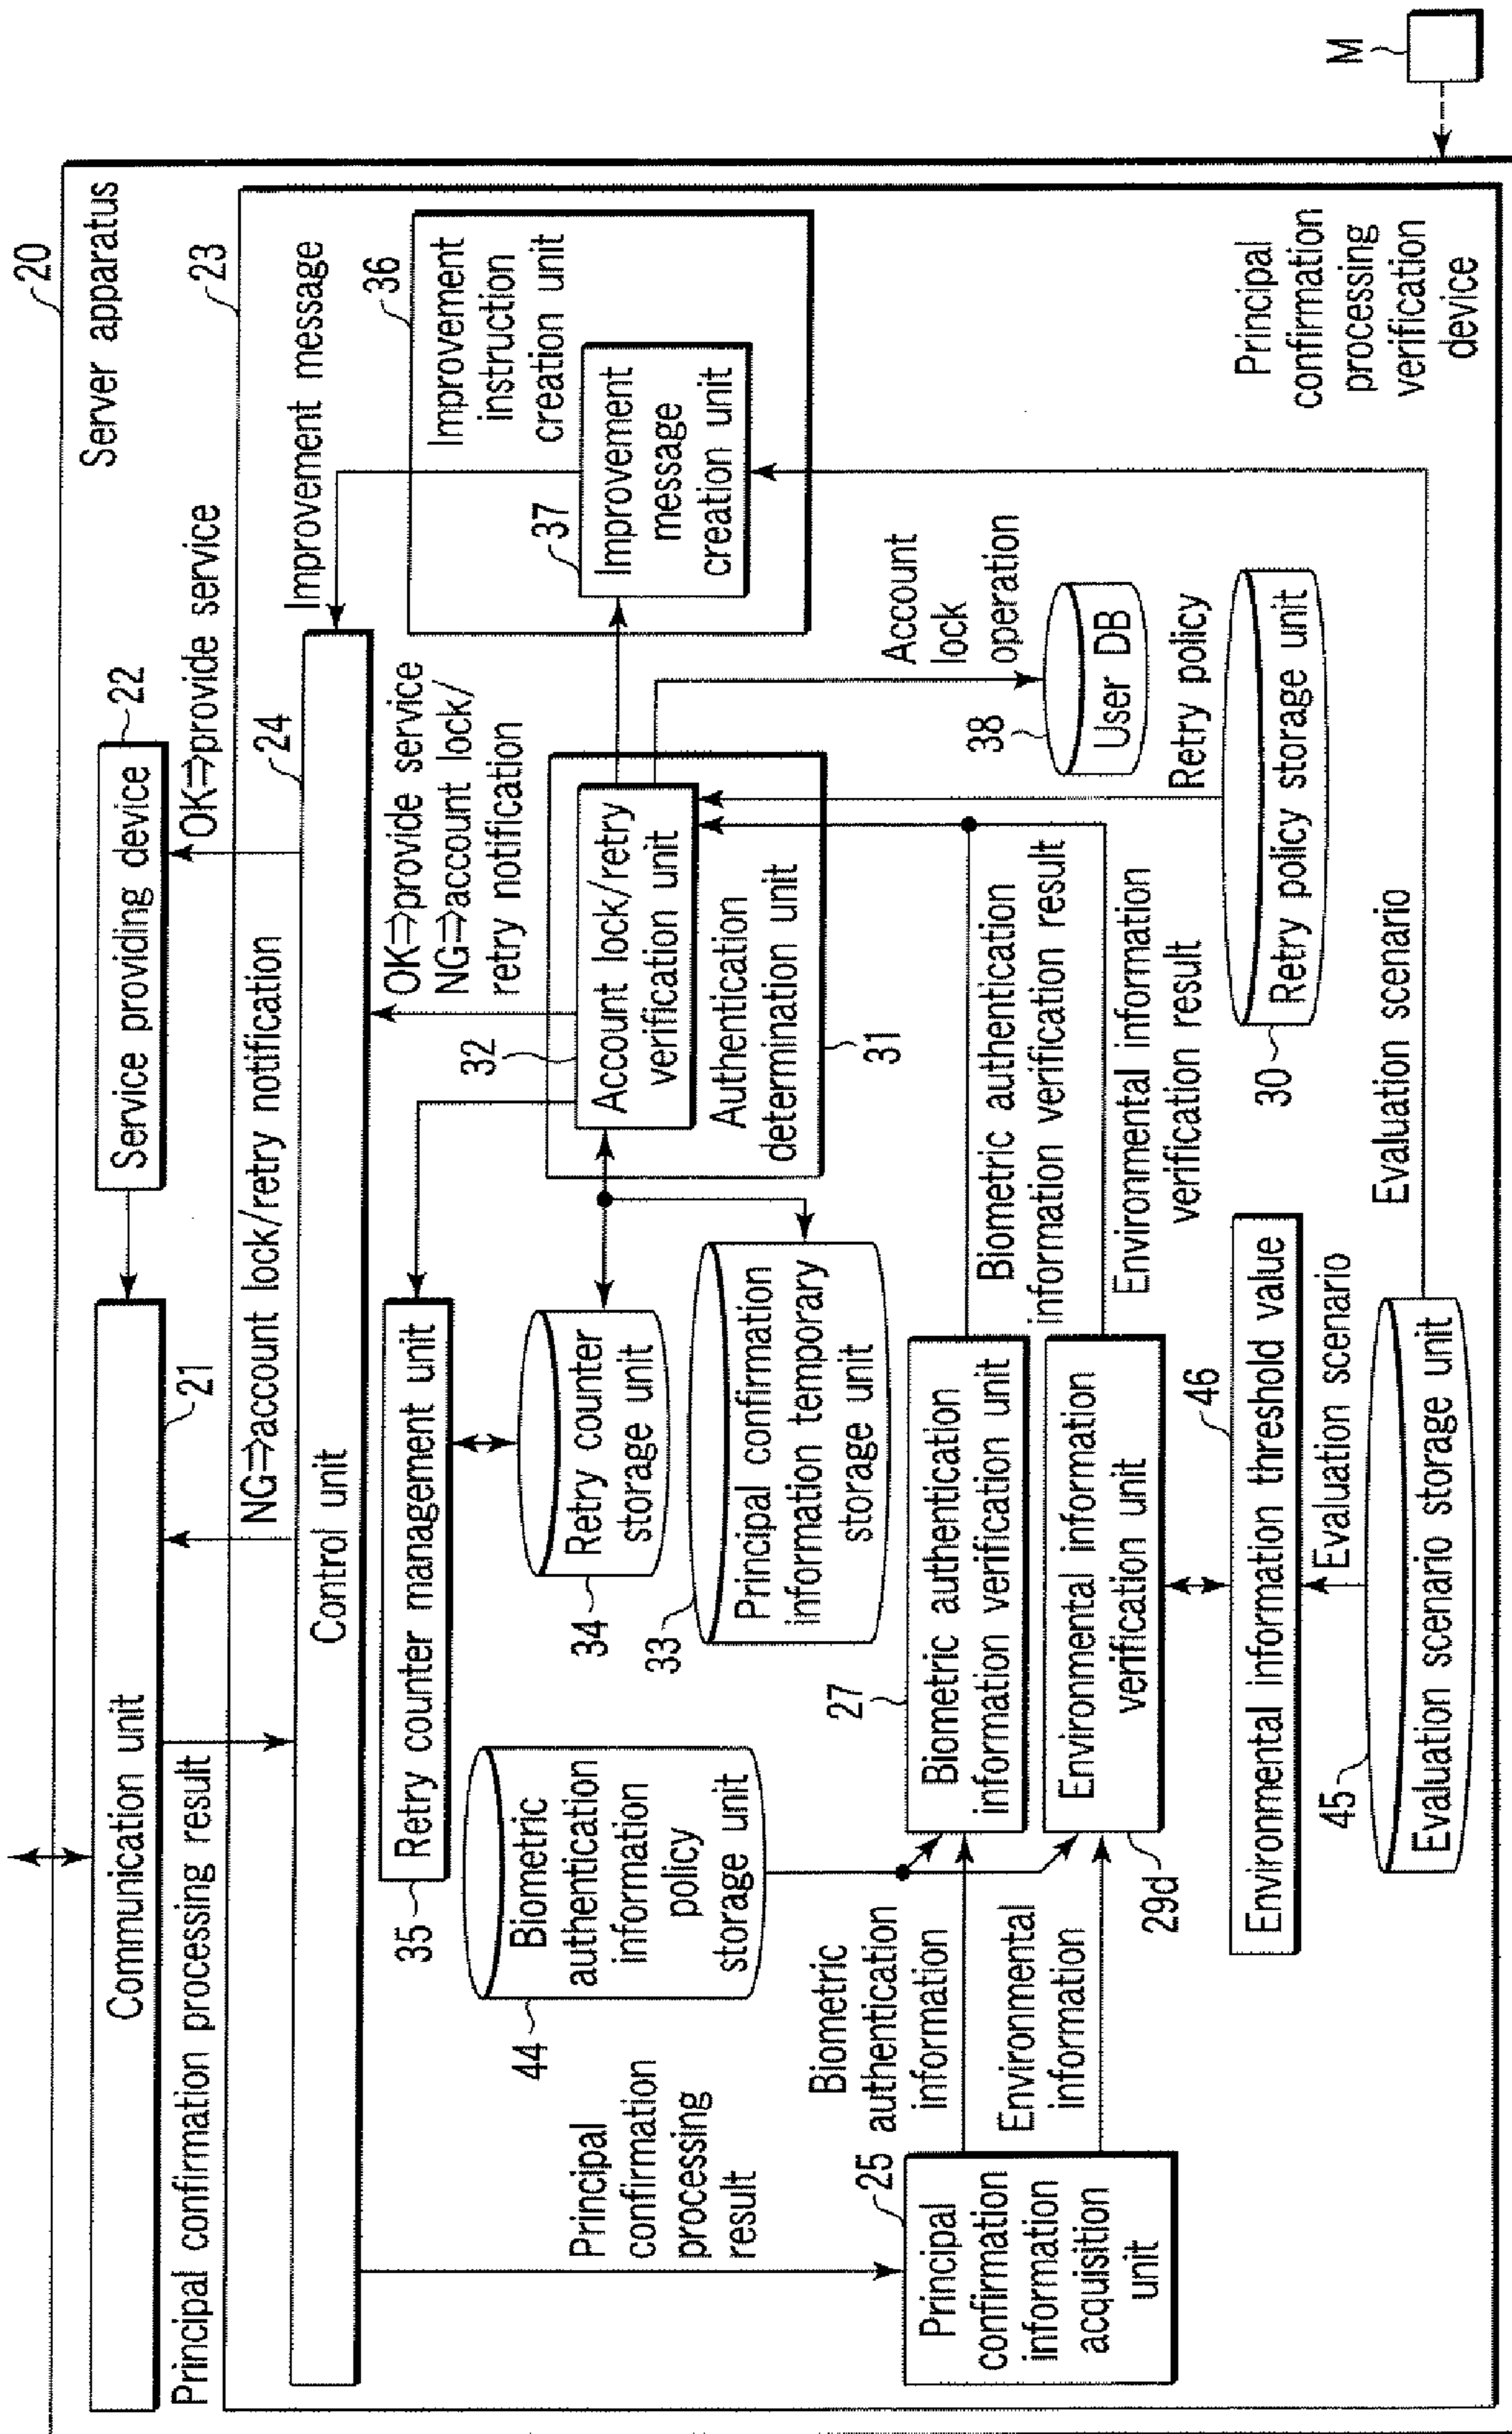 20
Server apparatus
Communication unit
21
Service providing device
22
Principal confirmation processing result
NG⇒account lock/retry notification
OK⇒provide service
23
Control unit
24
Improvement message
Retry counter management unit
35
OK⇒provide service
NG⇒account lock/
retry notification
36
Improvement
instruction
creation unit
37
Improvement
message
creation unit
Biometric
authentication
information
policy
storage unit
44
Retry counter
storage unit
34
32
Account lock/retry
verification unit
Authentication
determination unit
31
Principal
confirmation
processing
result
Principal confirmation
information temporary
storage unit
33
Account
lock
operation
User DB
38
25
Principal
confirmation
information
acquisition
unit
Biometric
authentication
information
Environmental
information
27
Biometric authentication
information verification unit
Environmental information
verification unit
29d
Biometric authentication
information verification result
Environmental information
verification result
Retry policy
Retry policy storage unit
30
46
Environmental information threshold value
Evaluation scenario
45
Evaluation scenario storage unit
Evaluation scenario
Principal
confirmation
processing
verification
device
M